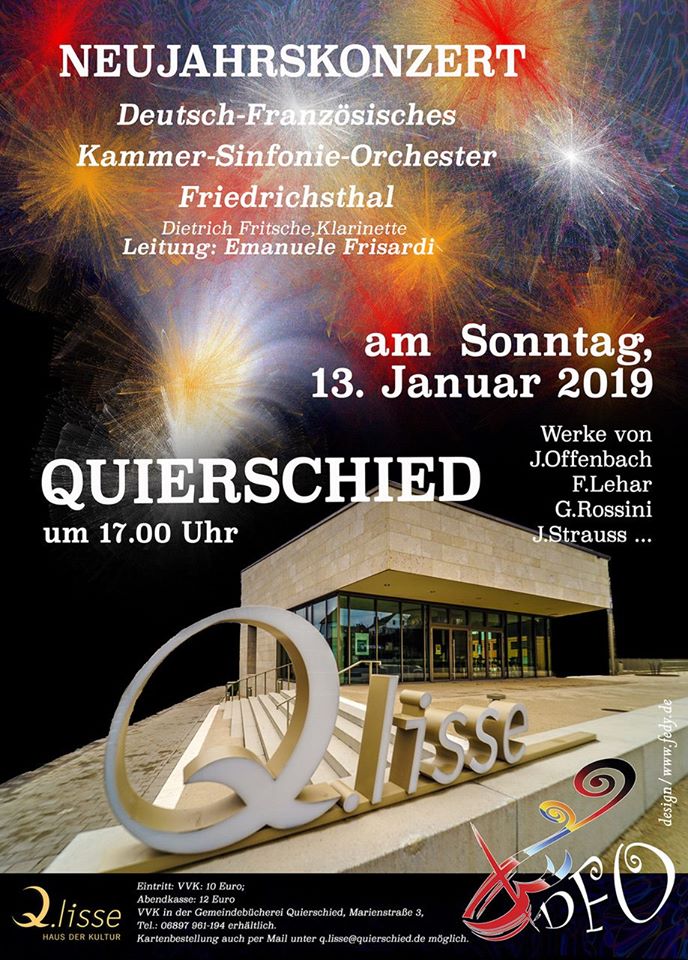 NEUJAHRSKONZERT
Deutsch-Französisches
Kammer-Sinfonie-Orchester
Friedrichsthal
Dietrich Fritsche,Klarinette
Leitung: Emanuele Frisardi
am Sonntag,
13. Januar 2019
Werke von
J.Offenbach
F.Lehar
G.Rossini
J.Strauss ...
QUIERSCHIED
um 17.00 Uhr
Q.lisse
design / www.fedy.de
DFO
Q.lisse
HAUS DER KULTUR
Eintritt: VVK: 10 Euro;
Abendkasse: 12 Euro
VVK in der Gemeindebücherei Quierschied, Marienstraße 3,
Tel.: 06897 961-194 erhältlich.
Kartenbestellung auch per Mail unter q.lisse@quierschied.de möglich.